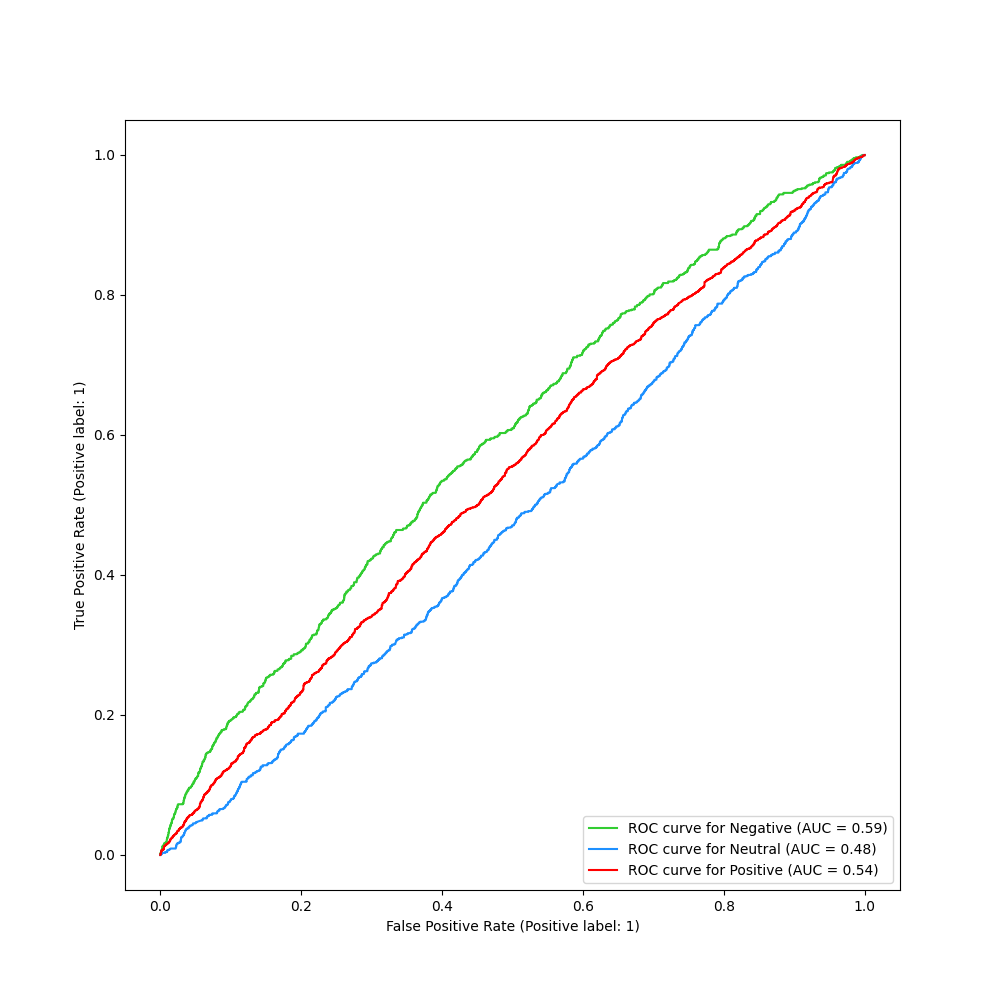 1.0
0.8
0.6
0.4
0.2
0.0
True Positive Rate (Positive label: 1)
ROC curve for Negative (AUC = 0.59)
ROC curve for Neutral (AUC = 0.48)
ROC curve for Positive (AUC = 0.54)
0.0 0.2 0.4 0.6 0.8 1.0
False Positive Rate (Positive label: 1)